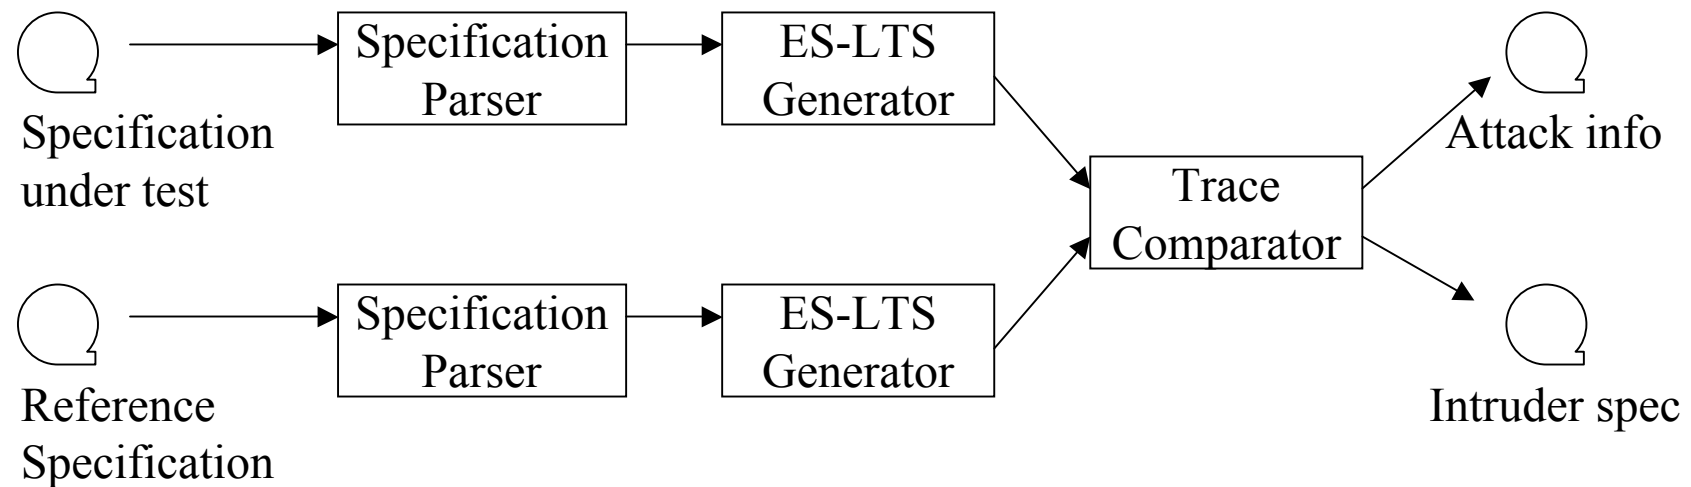 Specification
under test
Specification
Parser
ES-LTS
Generator
Trace
Comparator
Attack info
Reference
Specification
Specification
Parser
ES-LTS
Generator
Intruder spec